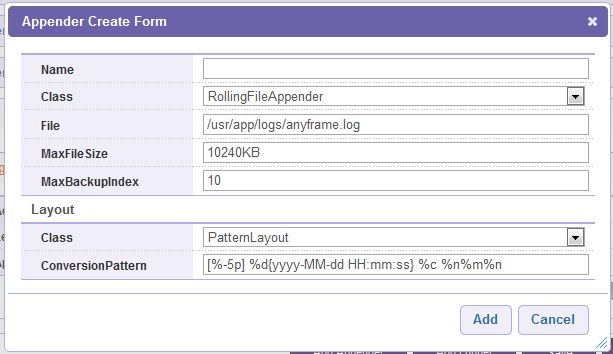 Appender Create Form
Name
Class RollingFileAppender
File /usr/app/logs/anyframe.log
MaxFileSize 10240KB
MaxBackupIndex 10
Layout
Class PatternLayout
ConversionPattern [%-5p] %d{yyyy-MM-dd HH:mm:ss} %c %n%m%n
Add Cancel